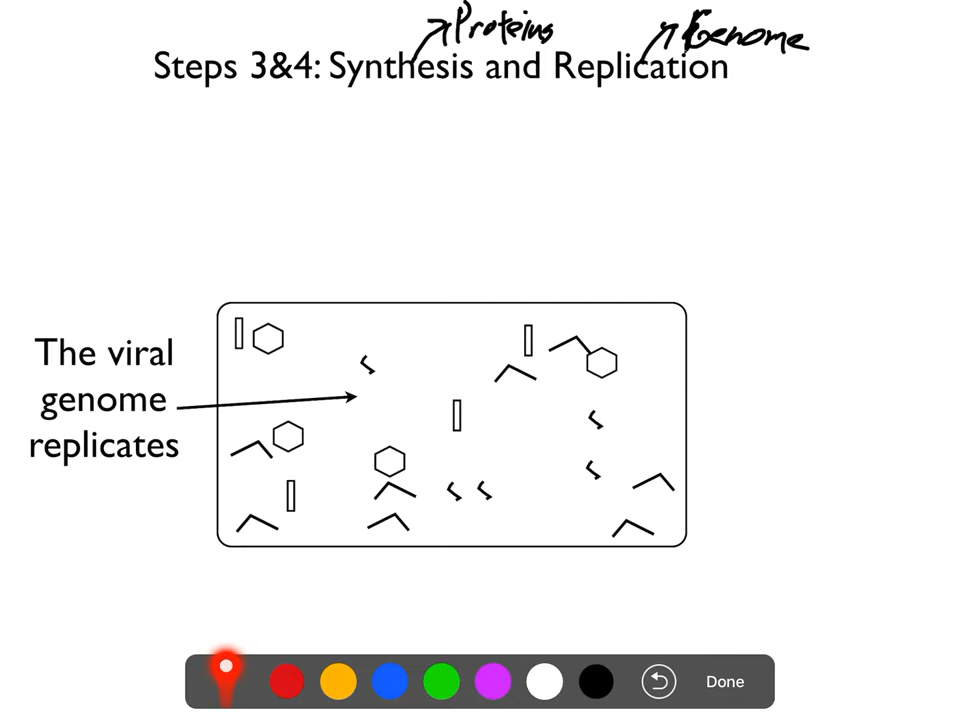 Proteins Genome
Steps 3&4: Synthesis and Replication
The viral
genome
replicates
Done